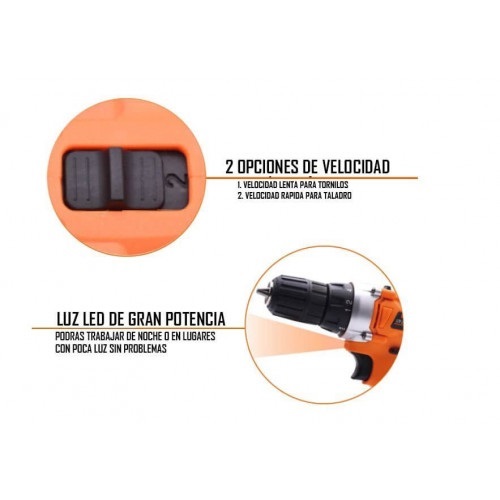 2 OPCIONES DE VELOCIDAD
1. VELOCIDAD LENTA PARA TORNILOS
2. VELOCIDAD RAPIDA PARA TALADRO
LUZ LED DE GRAN POTENCIA
PODRAS TRABAJAR DE NOCHE O EN LUGARES
CON POCA LUZ SIN PROBLEMAS